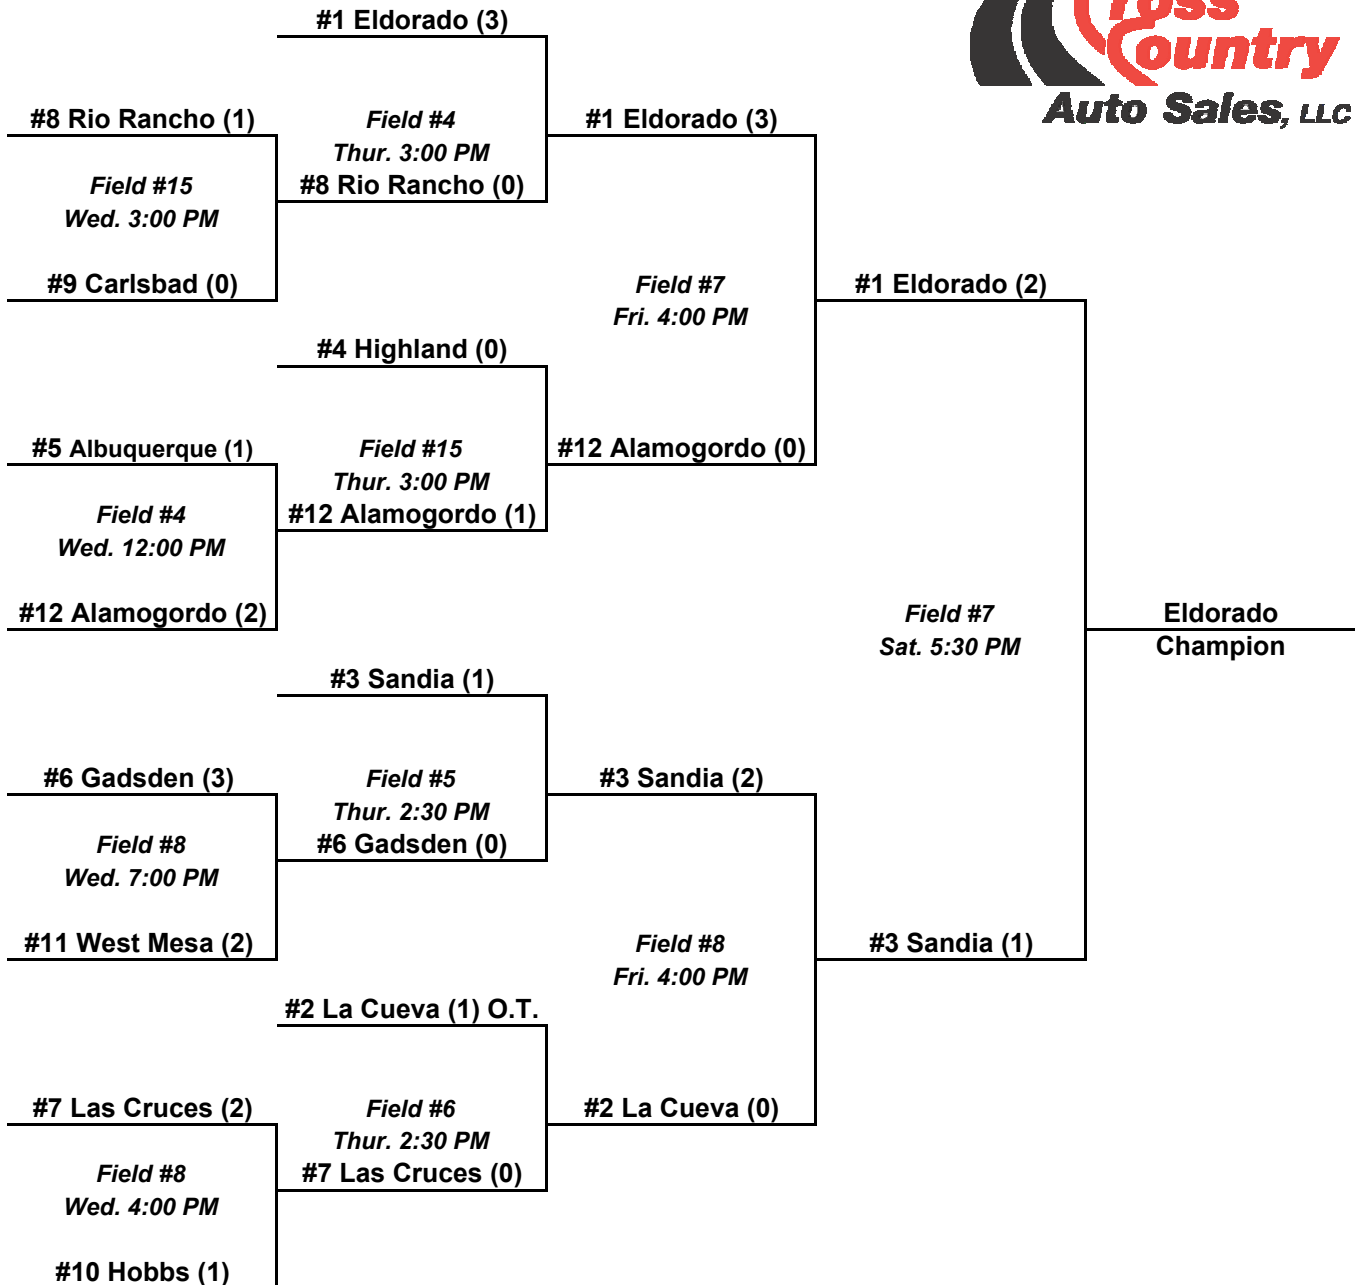 #1 Eldorado (3)
ross
ountry
Auto Sales, LLC
#8 Rio Rancho (1)
Field #4
Thur. 3:00 PM
#1 Eldorado (3)
Field #15
Wed. 3:00 PM
#8 Rio Rancho (0)
#9 Carlsbad (0)
Field #7
Fri. 4:00 PM
#1 Eldorado (2)
#4 Highland (0)
#5 Albuquerque (1)
Field #15
Thur. 3:00 PM
#12 Alamogordo (0)
Field #4
Wed. 12:00 PM
#12 Alamogordo (1)
#12 Alamogordo (2)
Field #7
Sat. 5:30 PM
Eldorado
Champion
#3 Sandia (1)
#6 Gadsden (3)
Field #5
Thur. 2:30 PM
#3 Sandia (2)
Field #8
Wed. 7:00 PM
#6 Gadsden (0)
#11 West Mesa (2)
Field #8
Fri. 4:00 PM
#3 Sandia (1)
#2 La Cueva (1) O.T.
#7 Las Cruces (2)
Field #6
Thur. 2:30 PM
#2 La Cueva (0)
Field #8
Wed. 4:00 PM
#7 Las Cruces (0)
#10 Hobbs (1)